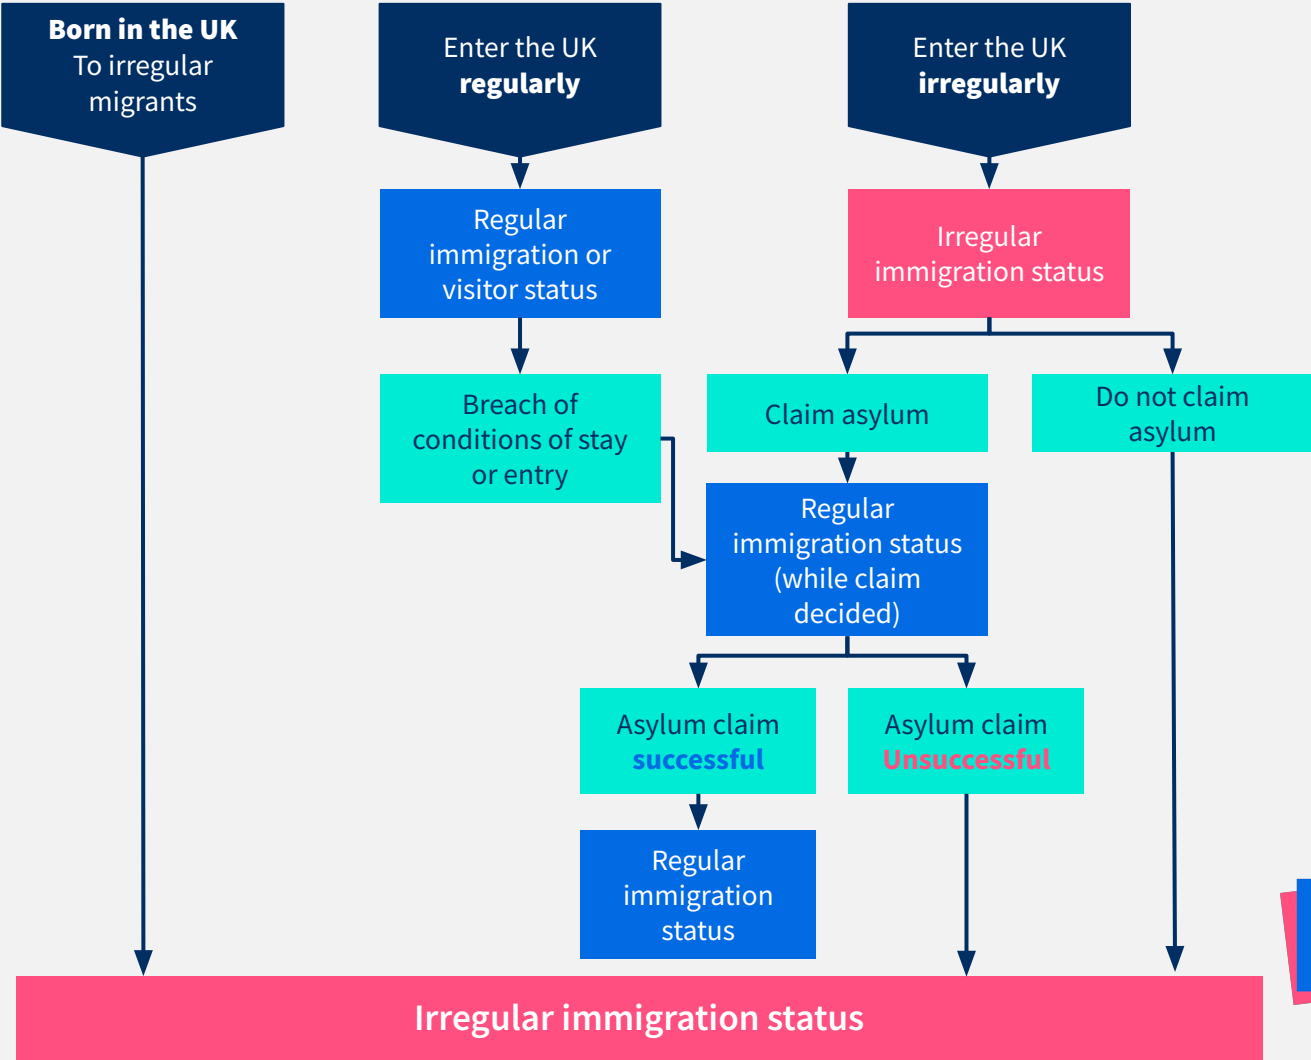 Born in the UK
To irregular
migrants
Enter the UK
regularly
Enter the UK
irregularly
Regular
immigration or
visitor status
Irregular
immigration status
Breach of
conditions of stay
or entry
Claim asylum
Do not claim
asylum
Regular
immigration status
(while claim
decided)
Asylum claim
successful
Asylum claim
Unsuccessful
Regular
immigration
status
Irregular immigration status